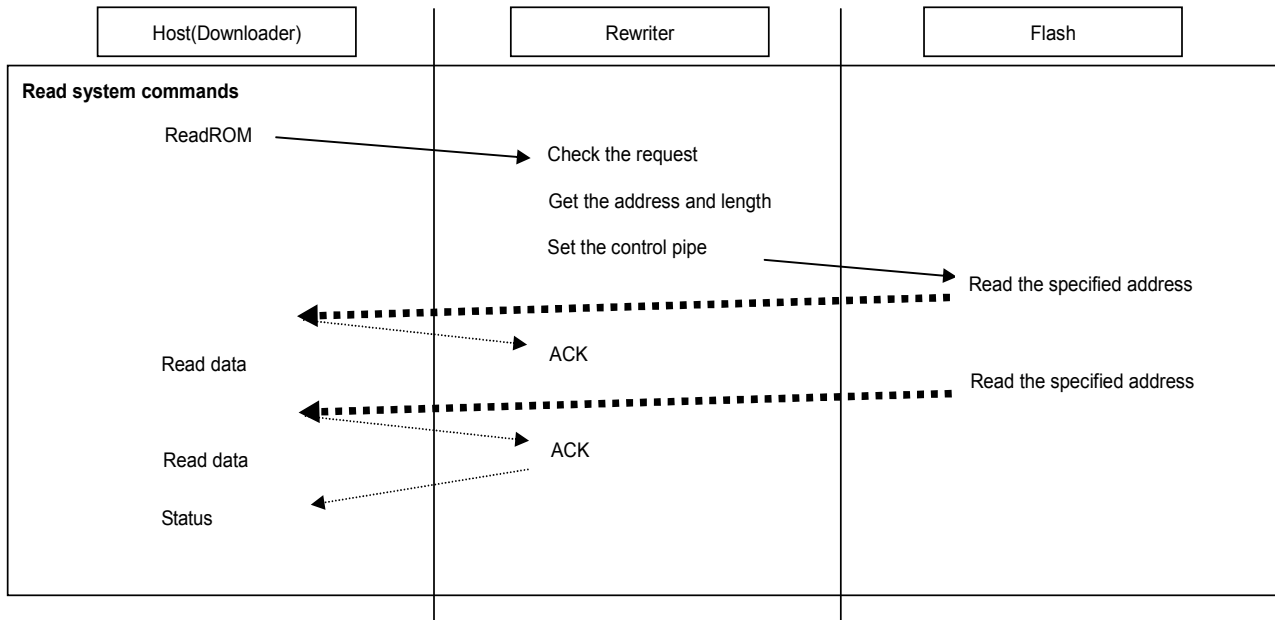 Host(Downloader)
Rewriter
Flash
Read system commands
ReadROM
Check the request
Get the address and length
Set the control pipe
Read the specified address
ACK
Read data
Read the specified address
ACK
Read data
Status